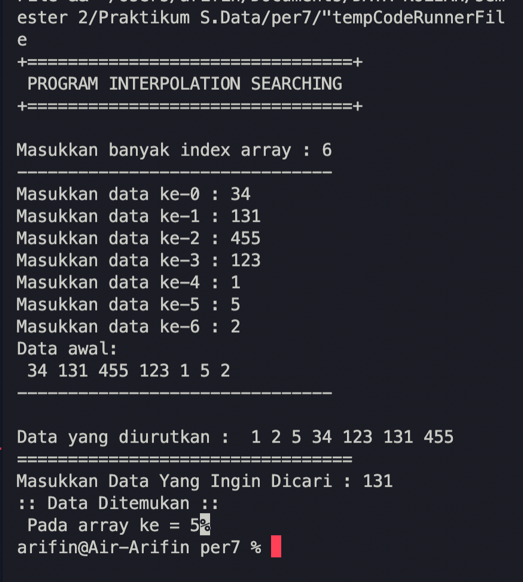 ester 2/Praktikum S.Data/per7/"tempCodeRunnerFil
e
+================================+
 PROGRAM INTERPOLATION SEARCHING
+================================+
Masukkan banyak index array : 6
-------------------------------
Masukkan data ke-0 : 34
Masukkan data ke-1 : 131
Masukkan data ke-2 : 455
Masukkan data ke-3 : 123
Masukkan data ke-4 : 1
Masukkan data ke-5 : 5
Masukkan data ke-6 : 2
Data awal:
 34 131 455 123 1 5 2
-------------------------------
Data yang diurutkan :  1 2 5 34 123 131 455
=================================
Masukkan Data Yang Ingin Dicari : 131
:: Data Ditemukan ::
 Pada array ke = 5%
arifin@Air-Arifin per7 %